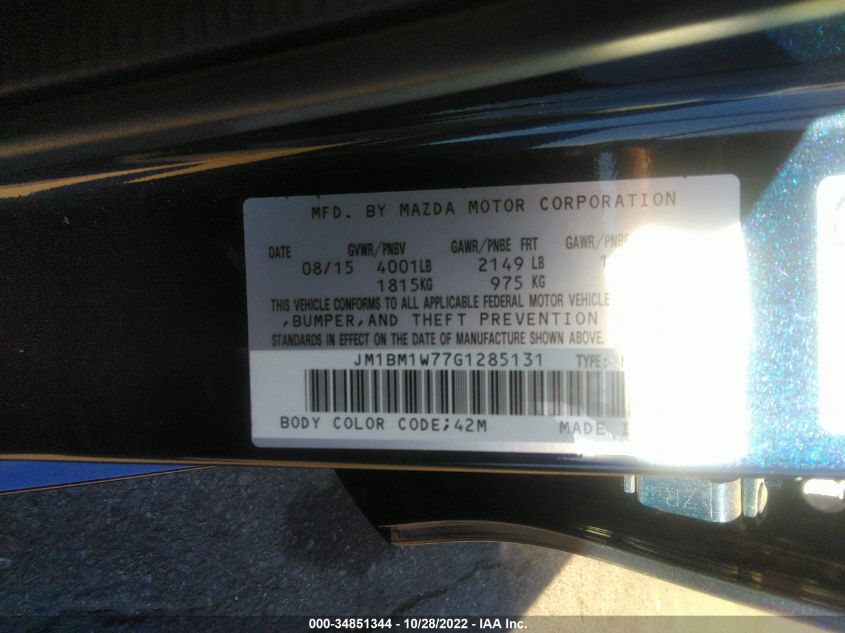 MFD. BY MAZDA MOTOR CORPORATION
DATE GVWR/PNBV GAWR/PNBE FRT GAWR/PNBE
08/15 4001LB 2149 LB
1815KG 975 KG
THIS VEHICLE CONFORMS TO ALL APPLICABLE FEDERAL MOTOR VEHICLE
,BUMPER,AND THEFT PREVENTION
STANDARDS IN EFFECT ON THE DATE OF MANUFACTURE SHOWN ABOVE.
JM1BM1W77G1285131 TYPE:
BODY COLOR CODE;42M MADE
000-34851344 - 10/28/2022 - IAA Inc.